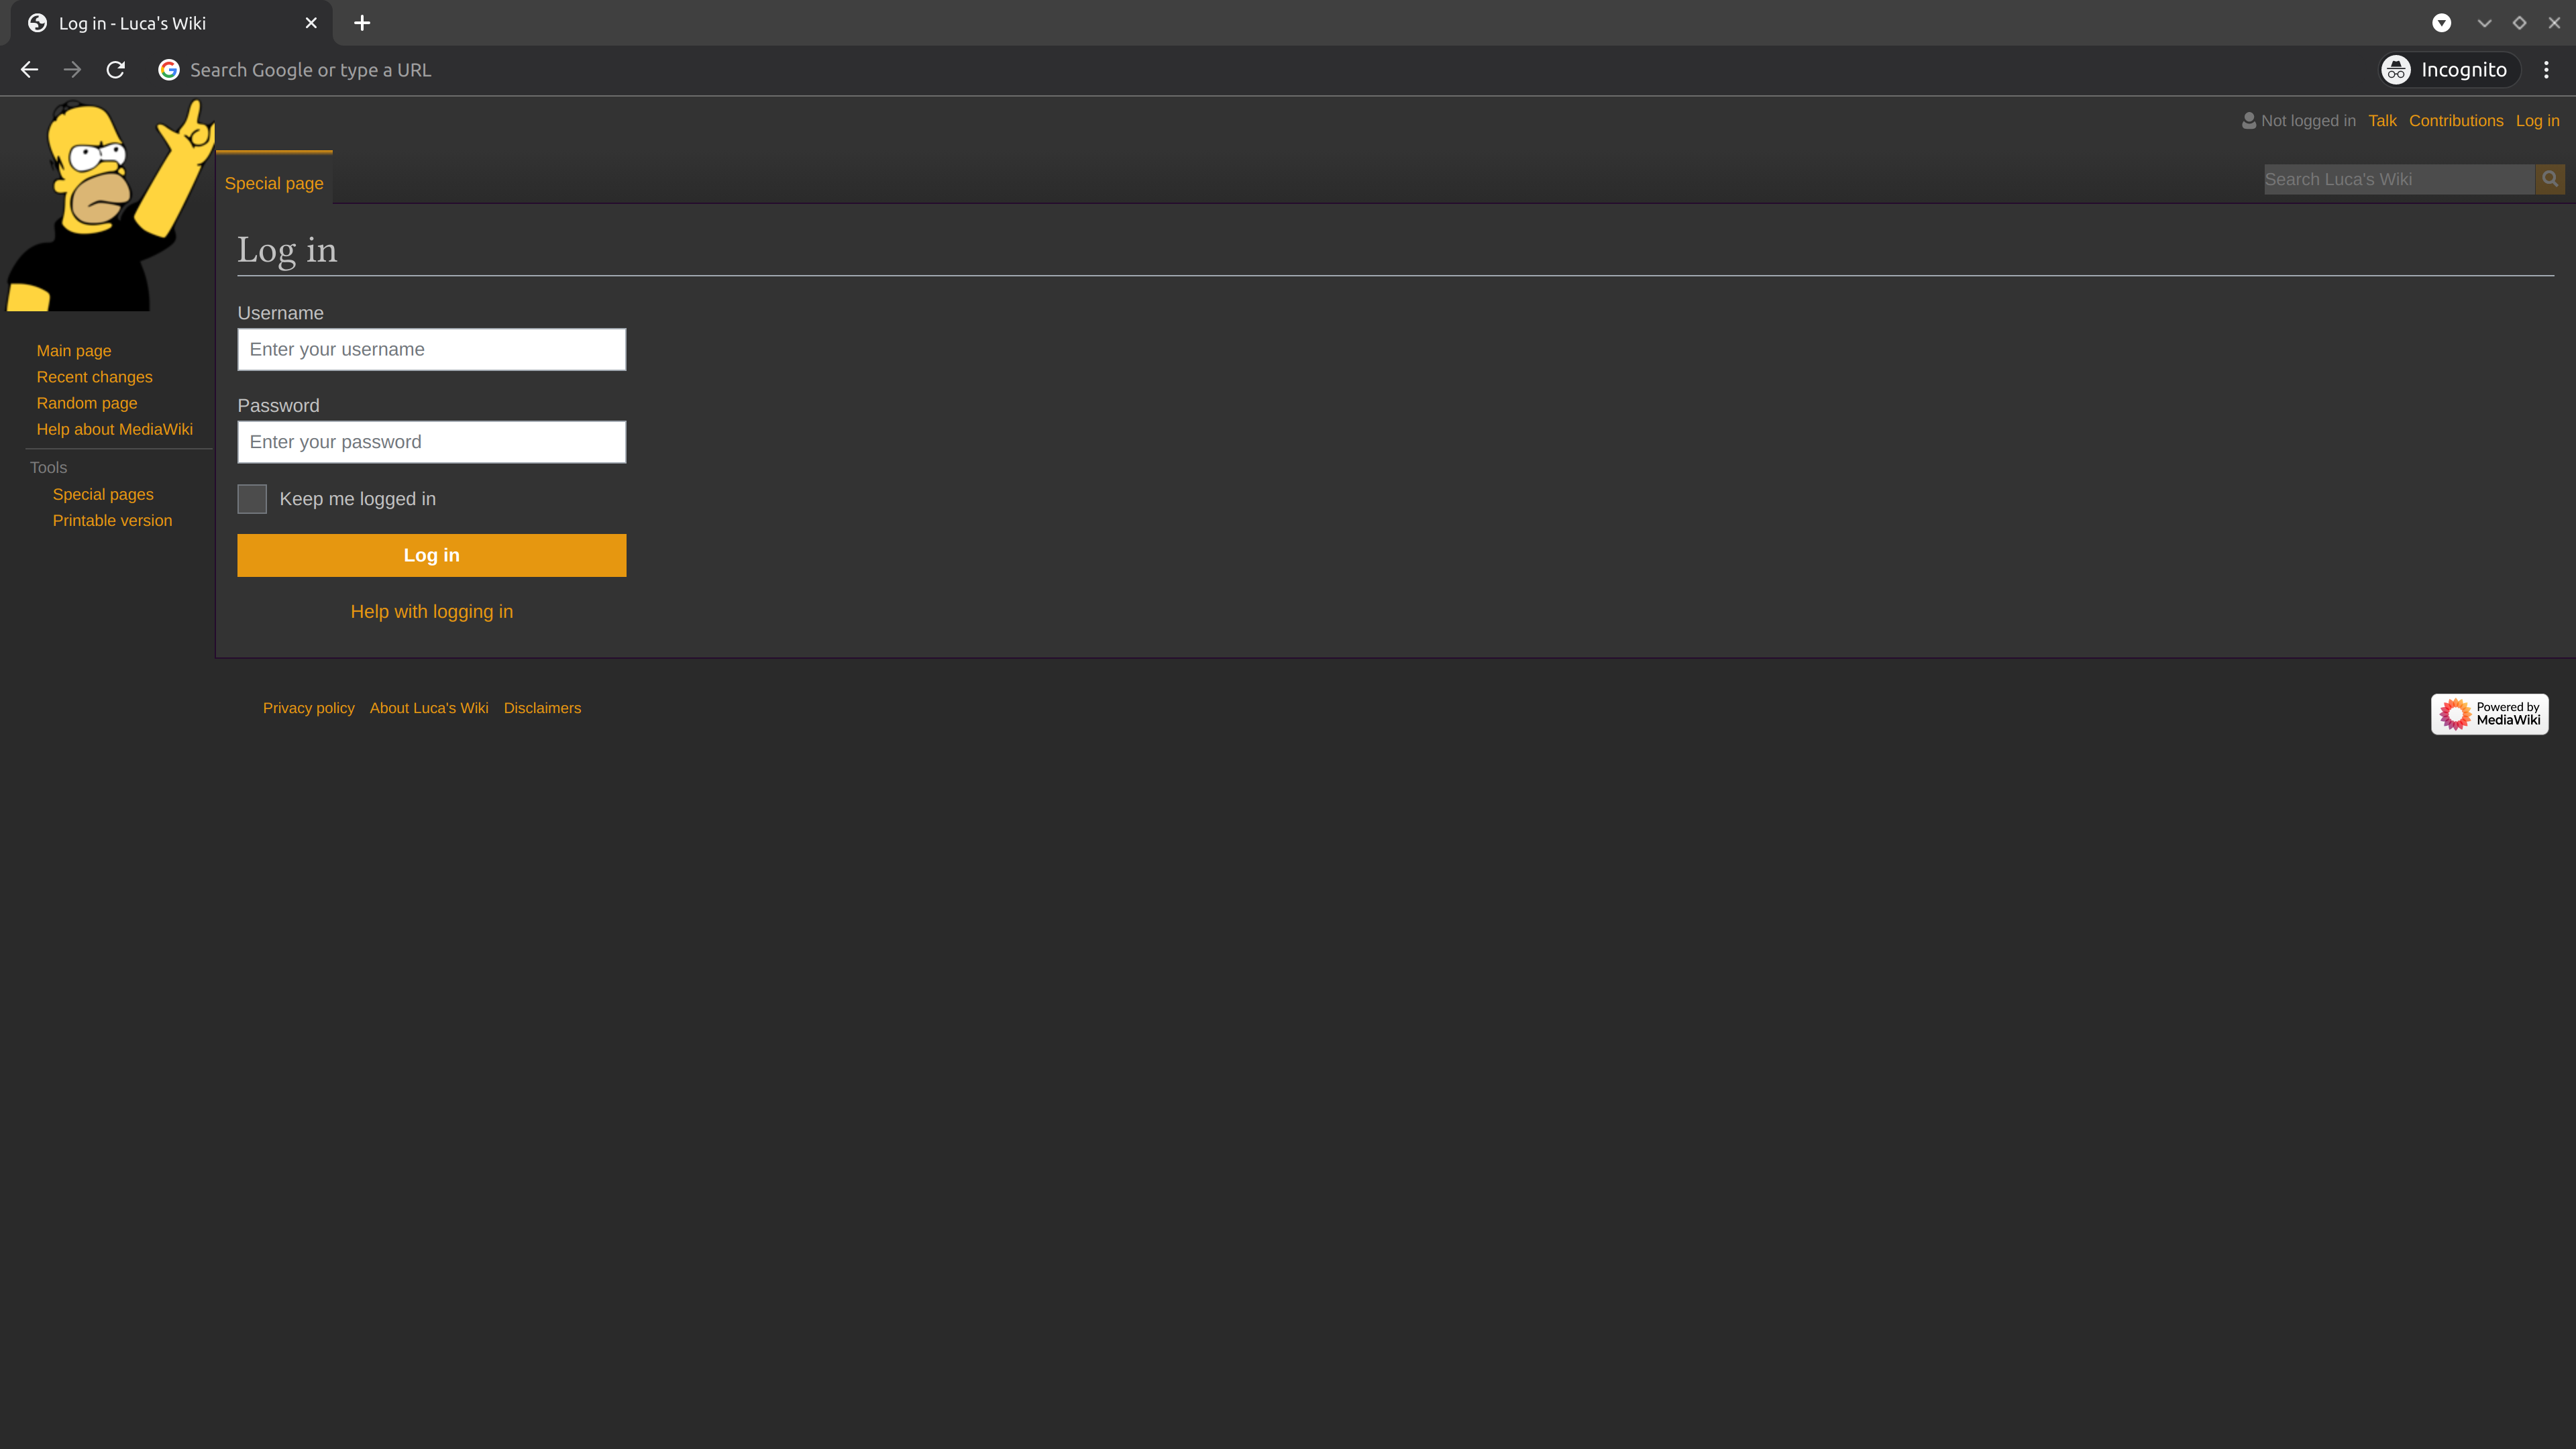 Log in - Luca's Wiki
Search Google or type a URL
Incognito
Not logged in Talk Contributions Log in
Special page
Search Luca's Wiki
Log in
Username
Enter your username
Password
Enter your password
Keep me logged in
Log in
Help with logging in
Main page
Recent changes
Random page
Help about MediaWiki
Tools
Special pages
Printable version
Privacy policy About Luca's Wiki Disclaimers
Powered by
MediaWiki